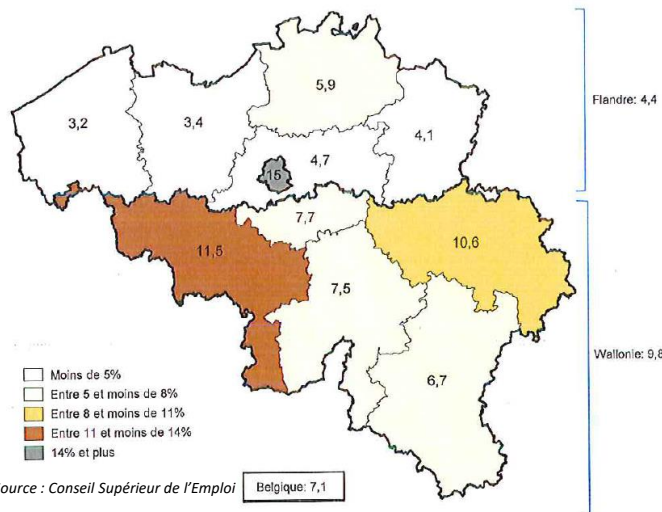 5,9
3,2
3,4
4,7
4,1
15
Flandre: 4,4
7,7
11,5
10,6
7,5
6,7
Wallonie: 9,8
Moins de 5%
Entre 5 et moins de 8%
Entre 8 et moins de 11%
Entre 11 et moins de 14%
14% et plus
ource : Conseil Supérieur de l'Emploi
Belgique: 7,1